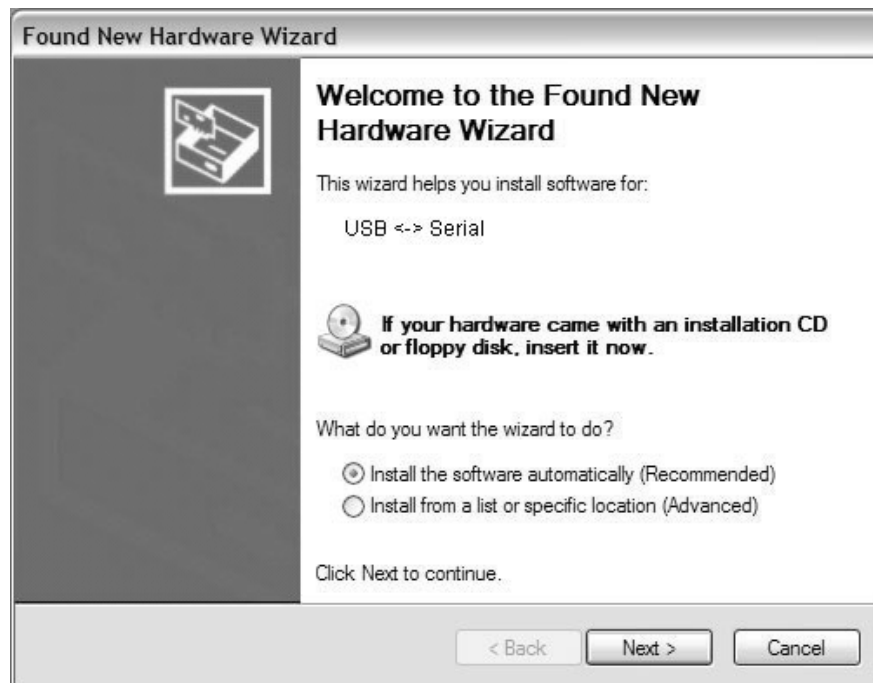 Found New Hardware Wizard
Welcome to the Found New
Hardware Wizard
This wizard helps you install software for:
USB <-> Serial
If your hardware came with an installation CD
or floppy disk, insert it now.
What do you want the wizard to do?
Install the software automatically (Recommended)
Install from a list or specific location (Advanced)
Click Next to continue.
< Back Next > Cancel